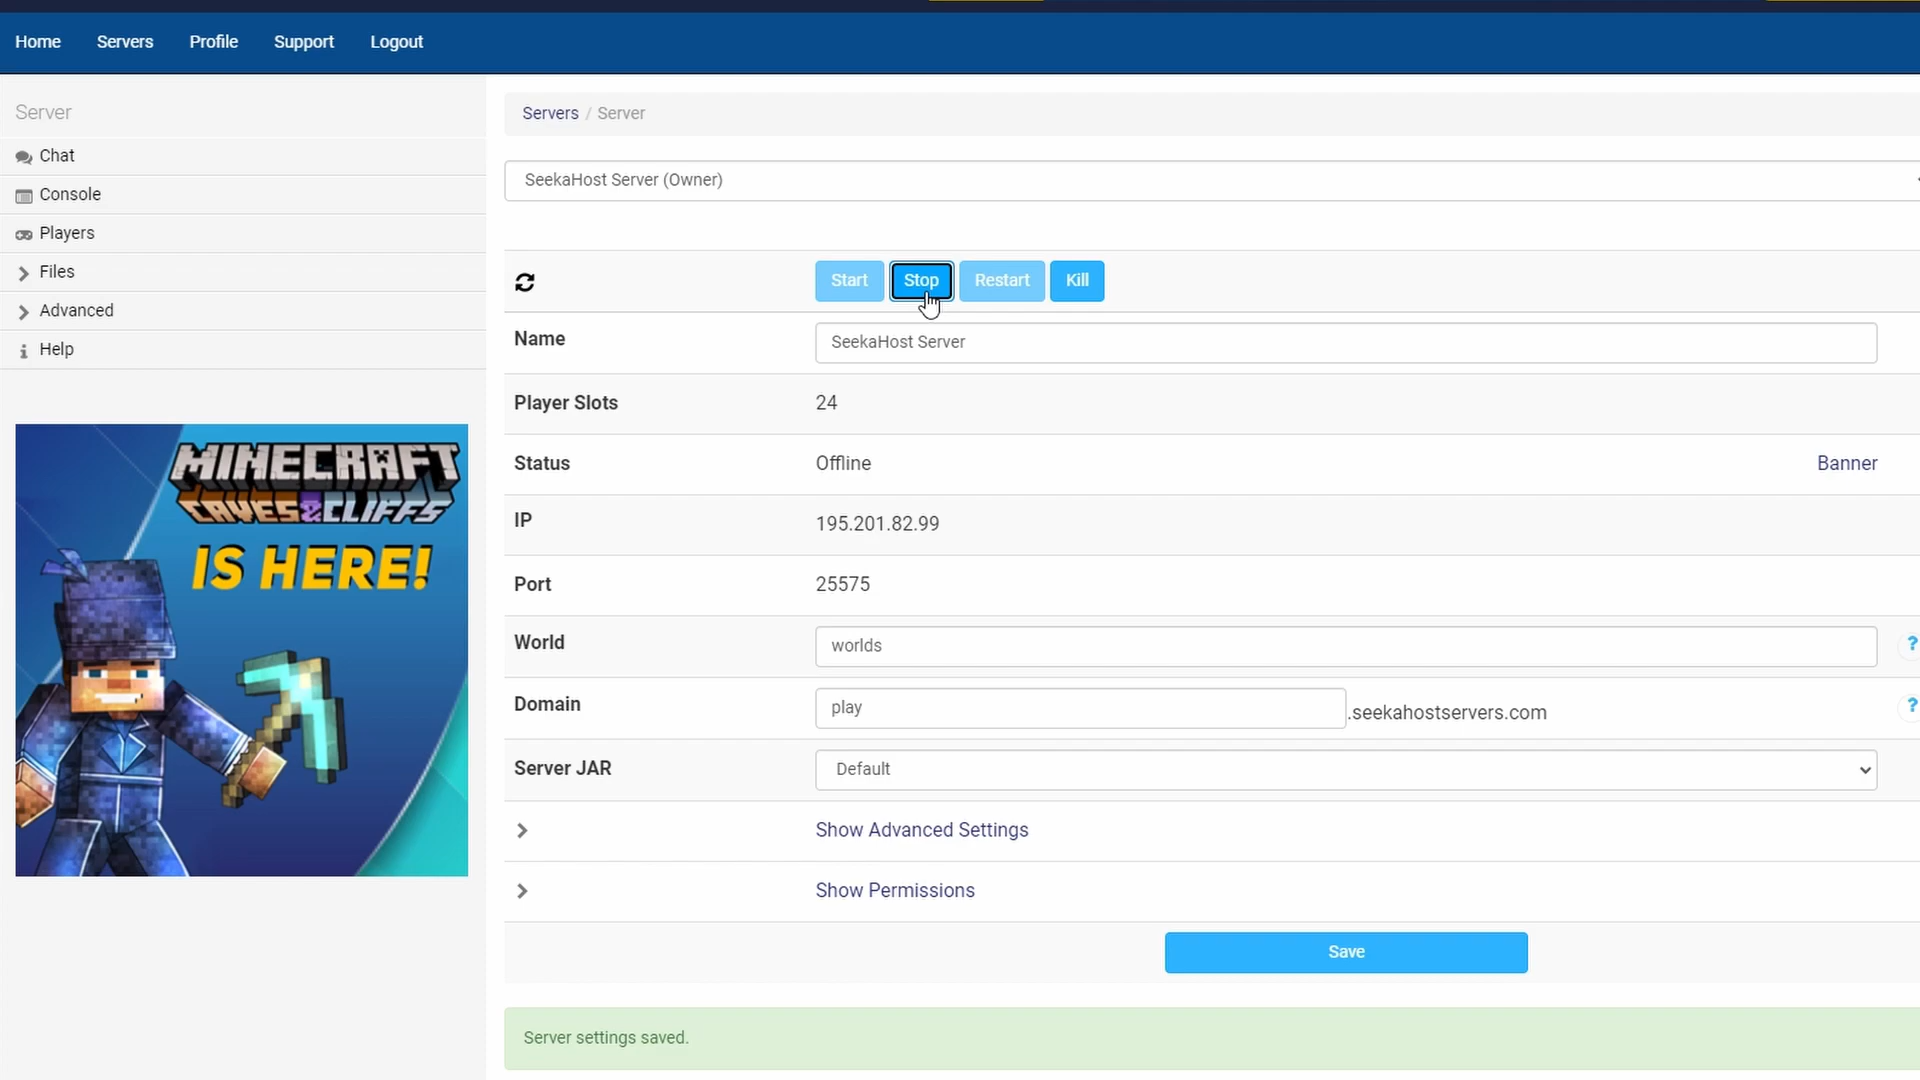 Home Servers Profile Support Logout
Server
Chat
Console
Players
Files
Advanced
Help
MINECRAFT
CAVES & CLIFFS
IS HERE!
Servers / Server
SeekaHost Server (Owner)
Start Stop Restart Kill
Name SeekaHost Server
Player Slots 24
Status Offline Banner
IP 195.201.82.99
Port 25575
World worlds ?
Domain play .seekahostservers.com ?
Server JAR Default
Show Advanced Settings
Show Permissions
Save
Server settings saved.